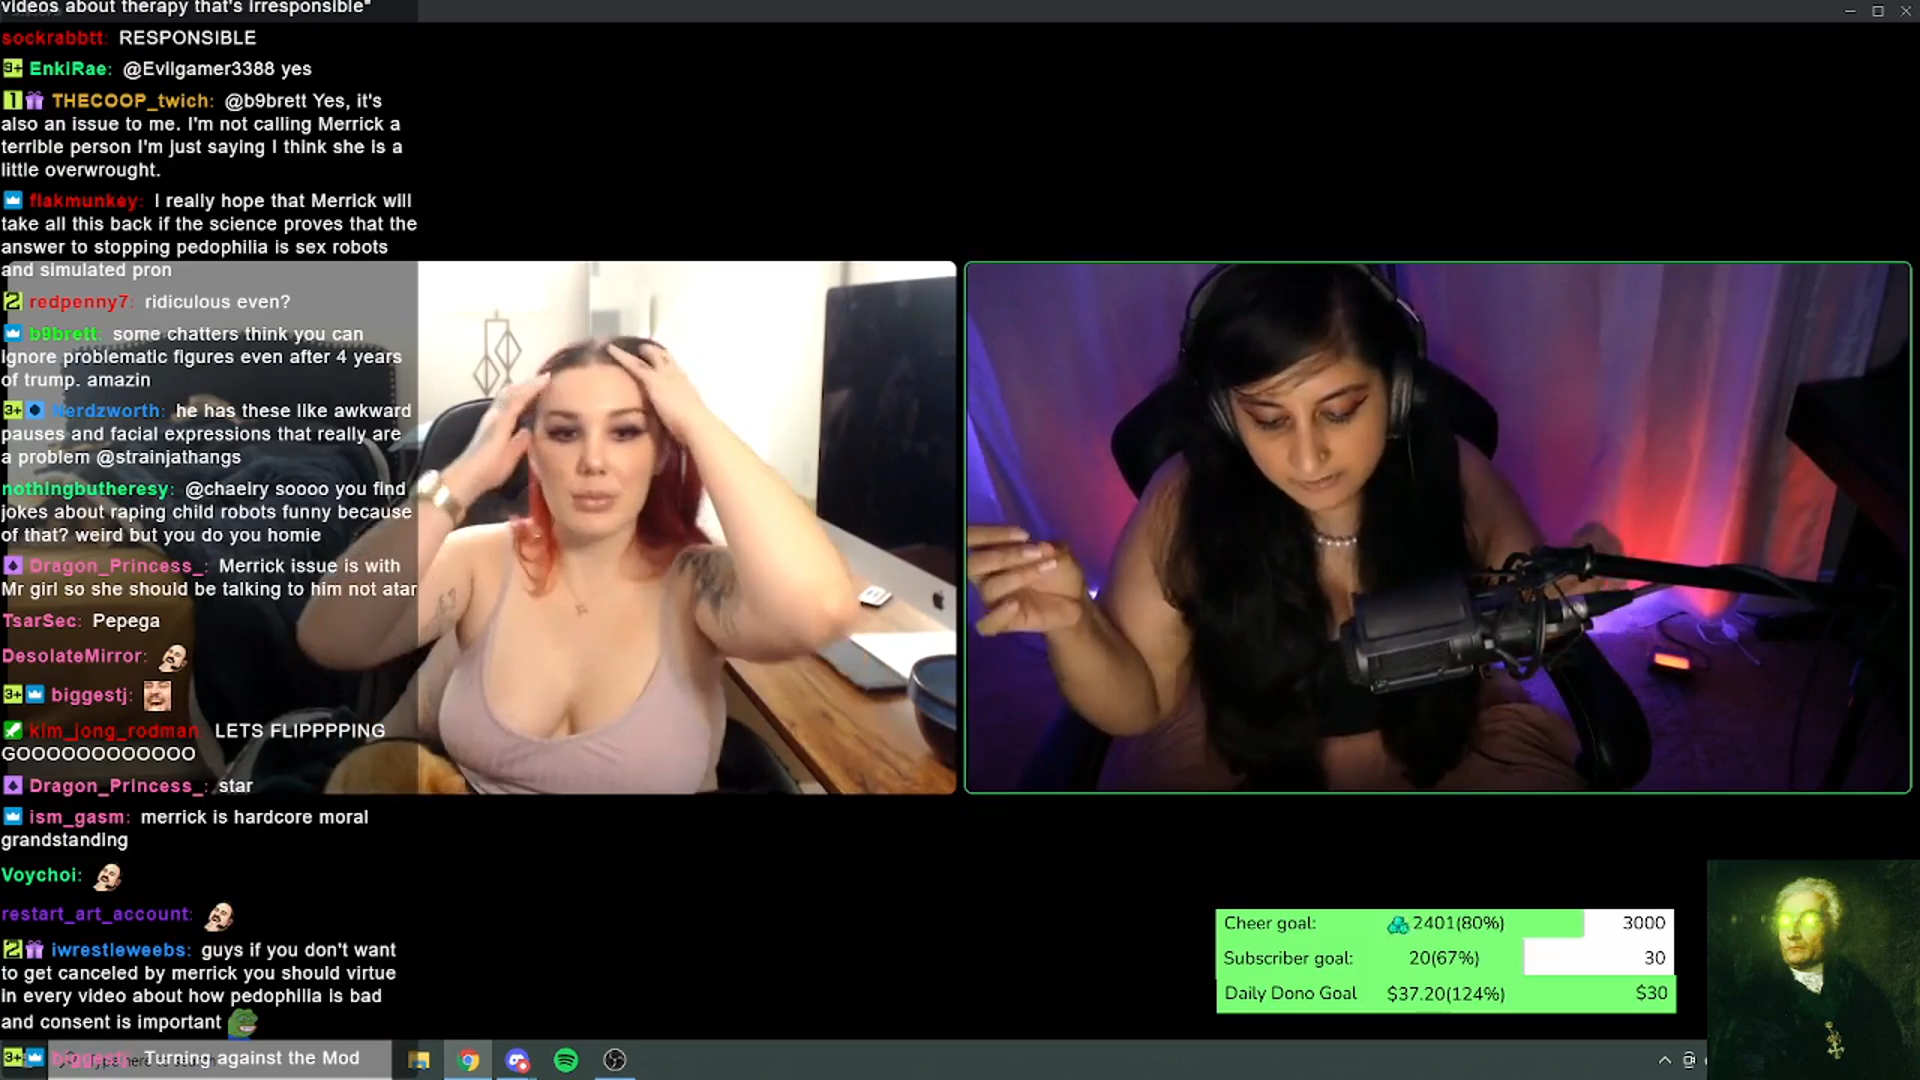 videos about therapy that's irresponsible"
sockrabbtt: RESPONSIBLE
3+ EnkiRae: @Evilgamer3388 yes
1 THECOOP_twich: @b9brett Yes, it's
also an issue to me. I'm not calling Merrick a
terrible person I'm just saying I think she is a
little overwrought.
flakmunkey: I really hope that Merrick will
take all this back if the science proves that the
answer to stopping pedophilia is sex robots
and simulated pron
2 redpenny7: ridiculous even?
b9brett: some chatters think you can
ignore problematic figures even after 4 years
of trump. amazin
3+ Nerdzworth: he has these like awkward
pauses and facial expressions that really are
a problem @strainjathangs
nothingbutheresy: @chaelry soooo you find
jokes about raping child robots funny because
of that? weird but you do you homie
Dragon_Princess_: Merrick issue is with
Mr girl so she should be talking to him not atar
TsarSec: Pepega
DesolateMirror:
3+ biggestj:
kim_jong_rodman: LETS FLIPPPPING
GOOOOOOOOOOOO
Dragon_Princess_: star
ism_gasm: merrick is hardcore moral
grandstanding
Voychoi:
restart_art_account:
2 iwrestleweebs: guys if you don't want
to get canceled by merrick you should virtue
in every video about how pedophilia is bad
and consent is important
3+ biggestj: Turning against the Mod
Cheer goal: 2401(80%) 3000
Subscriber goal: 20(67%) 30
Daily Dono Goal $37.20(124%) $30